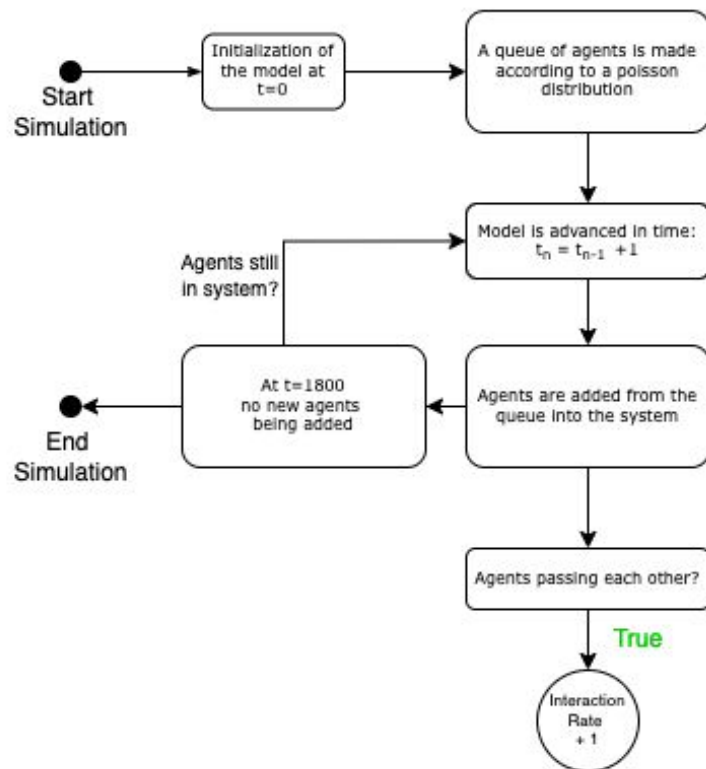 Start
Simulation
Initialization of
the model at
t=0
A queue of agents is made
according to a poisson
distribution
Model is advanced in time:
tₙ = tₙ₋₁ +1
Agents still
in system?
At t=1800
no new agents
being added
Agents are added from the
queue into the system
End
Simulation
Agents passing each other?
True
Interaction
Rate
+ 1